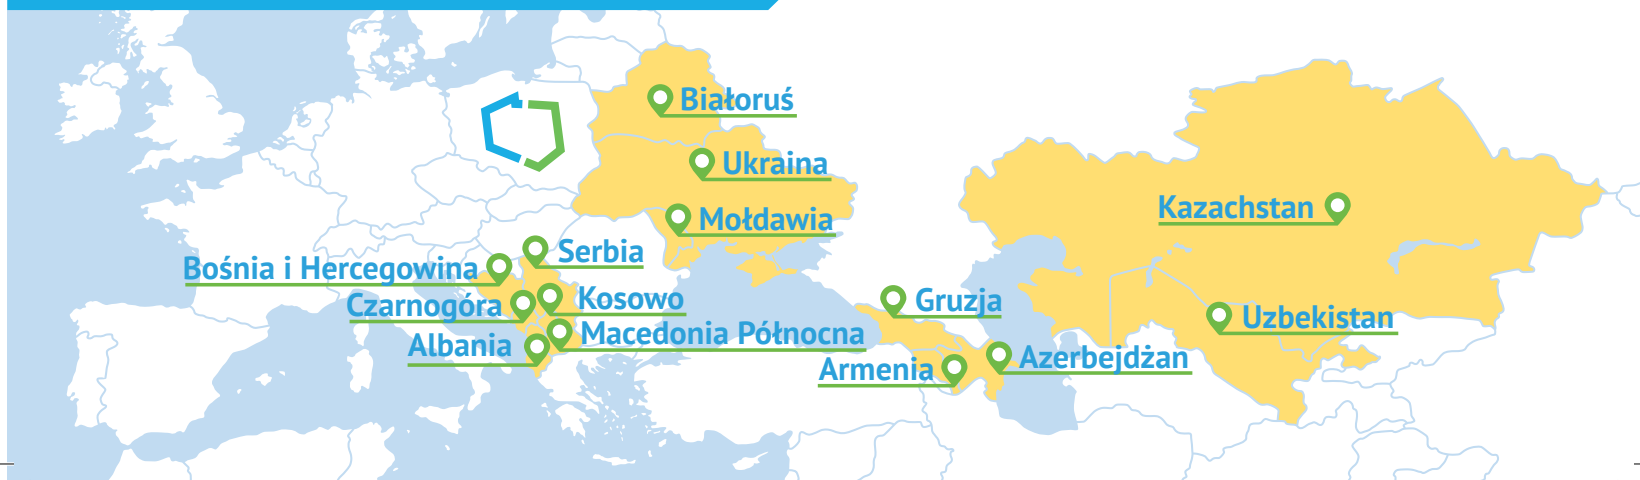 Białoruś
Ukraina
Kazachstan
Mołdawia
Serbia
Bośnia i Hercegowina
Kosowo
Gruzja
Czarnogóra
Uzbekistan
Macedonia Północna
Albania
Azerbejdżan
Armenia